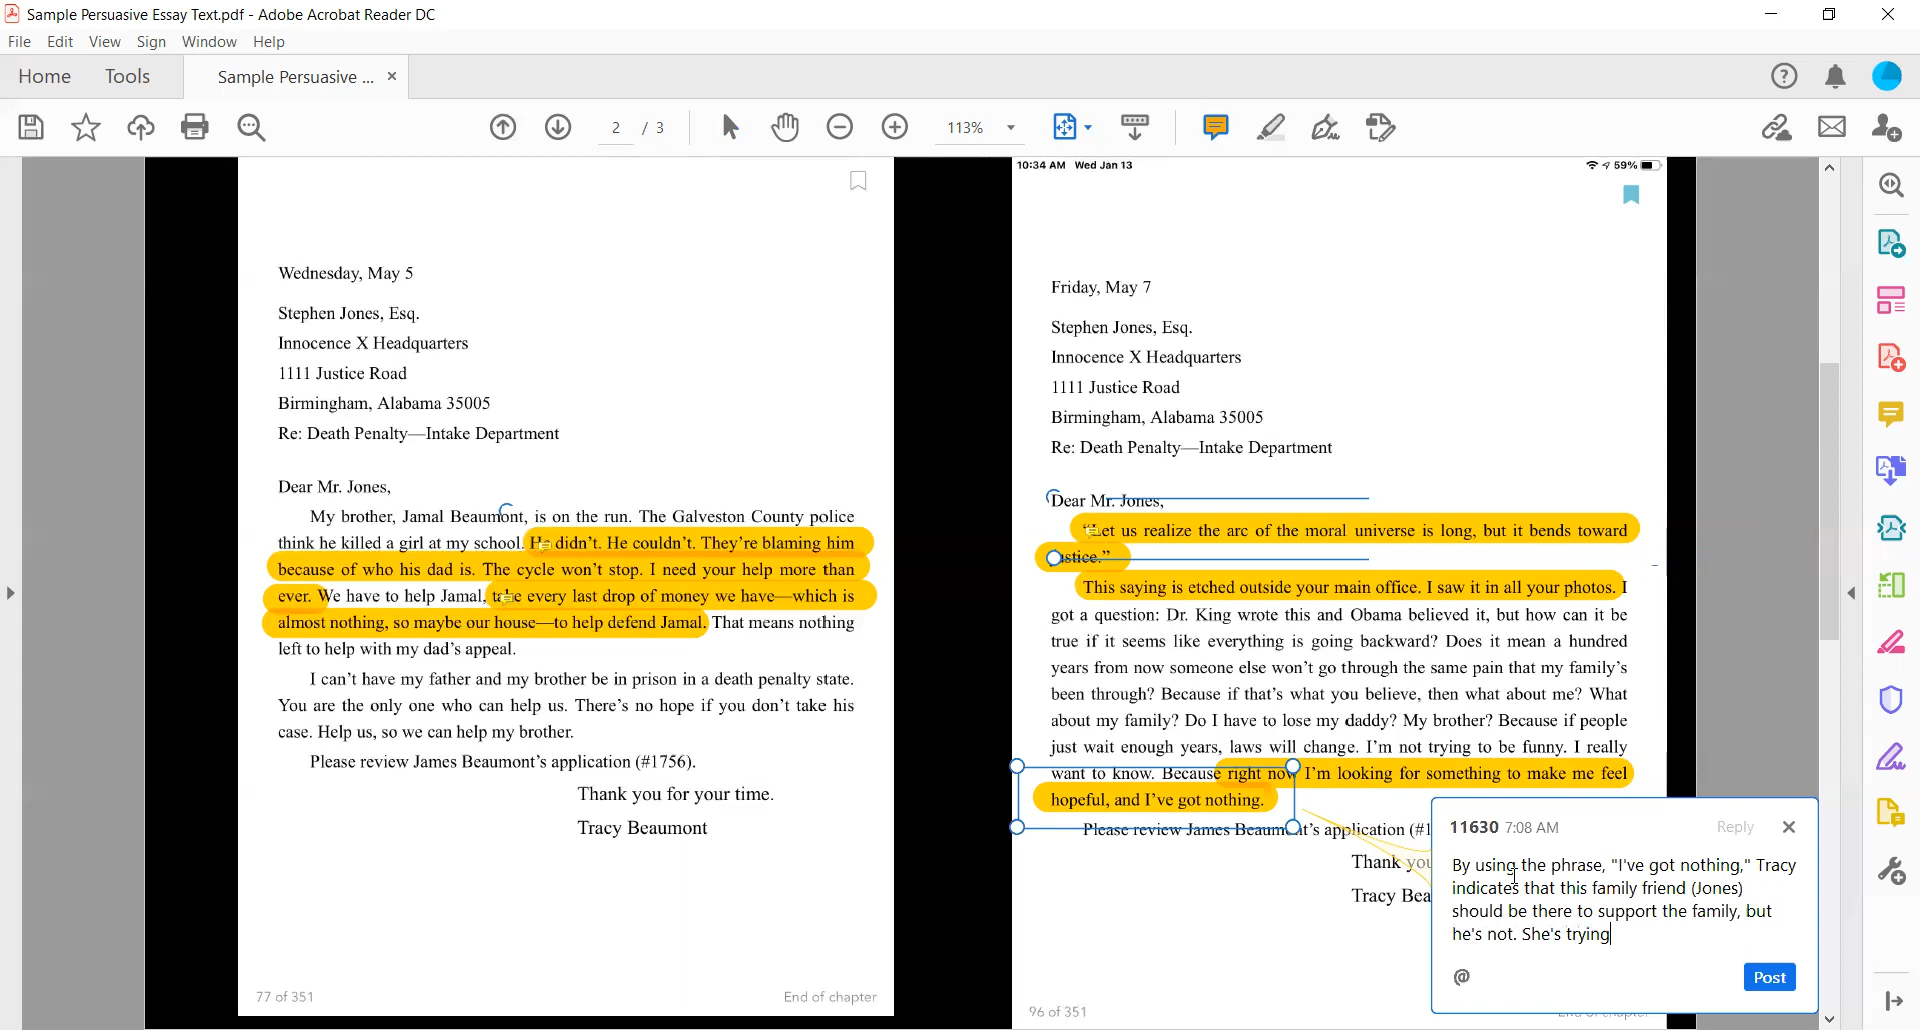 Sample Persuasive Essay Text.pdf - Adobe Acrobat Reader DC
File Edit View Sign Window Help
Home Tools Sample Persuasive ... ×
2 / 3 113%
Wednesday, May 5
Stephen Jones, Esq.
Innocence X Headquarters
1111 Justice Road
Birmingham, Alabama 35005
Re: Death Penalty—Intake Department
Dear Mr. Jones,
My brother, Jamal Beaumont, is on the run. The Galveston County police
think he killed a girl at my school. He didn’t. He couldn’t. They’re blaming him
because of who his dad is. The cycle won’t stop. I need your help more than
ever. We have to help Jamal, take every last drop of money we have—which is
almost nothing, so maybe our house—to help defend Jamal. That means nothing
left to help with my dad’s appeal.
I can’t have my father and my brother be in prison in a death penalty state.
You are the only one who can help us. There’s no hope if you don’t take his
case. Help us, so we can help my brother.
Please review James Beaumont’s application (#1756).
Thank you for your time.
Tracy Beaumont
77 of 351 End of chapter
10:34 AM Wed Jan 13 59%
Friday, May 7
Stephen Jones, Esq.
Innocence X Headquarters
1111 Justice Road
Birmingham, Alabama 35005
Re: Death Penalty—Intake Department
Dear Mr. Jones,
“Let us realize the arc of the moral universe is long, but it bends toward
justice.”
This saying is etched outside your main office. I saw it in all your photos. I
got a question: Dr. King wrote this and Obama believed it, but how can it be
true if it seems like everything is going backward? Does it mean a hundred
years from now someone else won’t go through the same pain that my family’s
been through? Because if that’s what you believe, then what about me? What
about my family? Do I have to lose my daddy? My brother? Because if people
just wait enough years, laws will change. I’m not trying to be funny. I really
want to know. Because right now I’m looking for something to make me feel
hopeful, and I’ve got nothing.
Please review James Beaumont’s application (#1
Thank you
Tracy Bea
96 of 351 End of chapter
11630 7:08 AM Reply
By using the phrase, "I've got nothing," Tracy
indicates that this family friend (Jones)
should be there to support the family, but
he's not. She's trying
@ Post